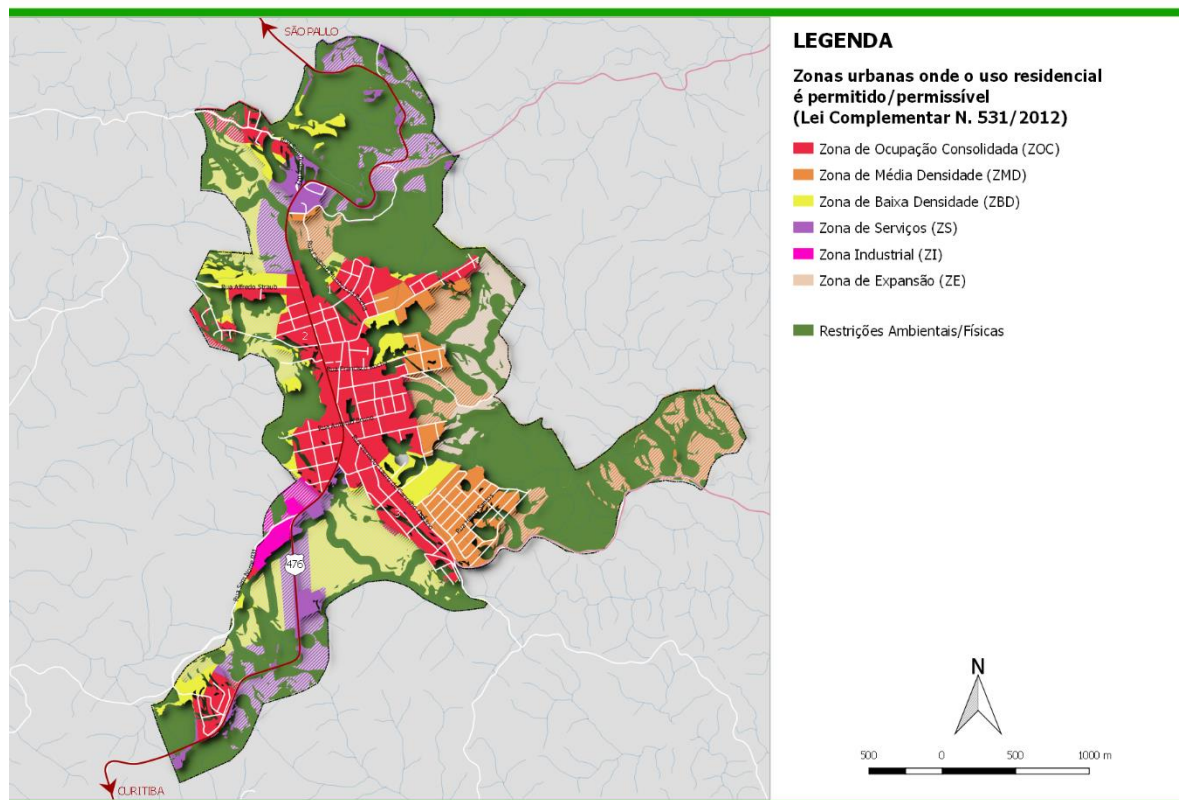 SÃO PAULO
Rua Alfredo Straub
2
2
476
CURITIBA
LEGENDA
Zonas urbanas onde o uso residencial
é permitido/permissível
(Lei Complementar N. 531/2012)
Zona de Ocupação Consolidada (ZOC)
Zona de Média Densidade (ZMD)
Zona de Baixa Densidade (ZBD)
Zona de Serviços (ZS)
Zona Industrial (ZI)
Zona de Expansão (ZE)
Restrições Ambientais/Físicas
N
500
0
500
1000 m